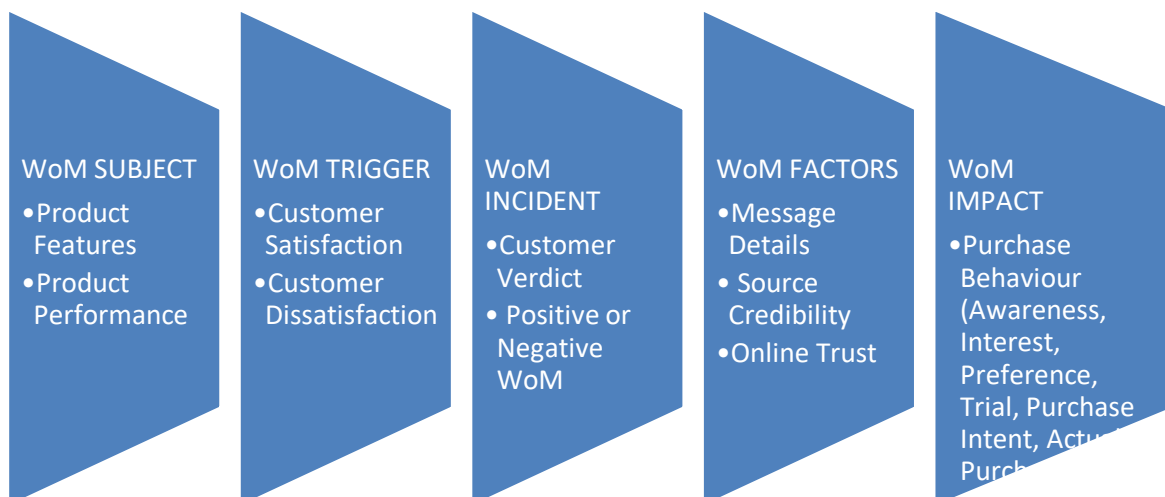 WoM SUBJECT
•Product
Features
•Product
Performance
WoM TRIGGER
•Customer
Satisfaction
•Customer
Dissatisfaction
WoM
INCIDENT
•Customer
Verdict
• Positive or
Negative
WoM
WoM FACTORS
•Message
Details
• Source
Credibility
•Online Trust
WoM
IMPACT
•Purchase
Behaviour
(Awareness,
Interest,
Preference,
Trial, Purchase
Intent,